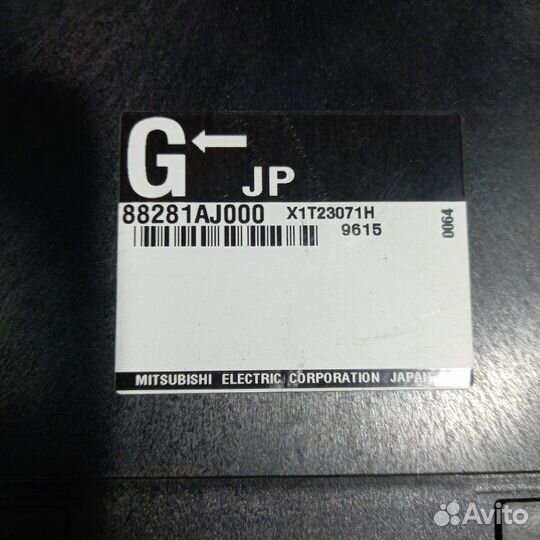 G←
JP
88281AJ000 X1T23071H
9615
0064
MITSUBISHI ELECTRIC CORPORATION JAPAN
Avito